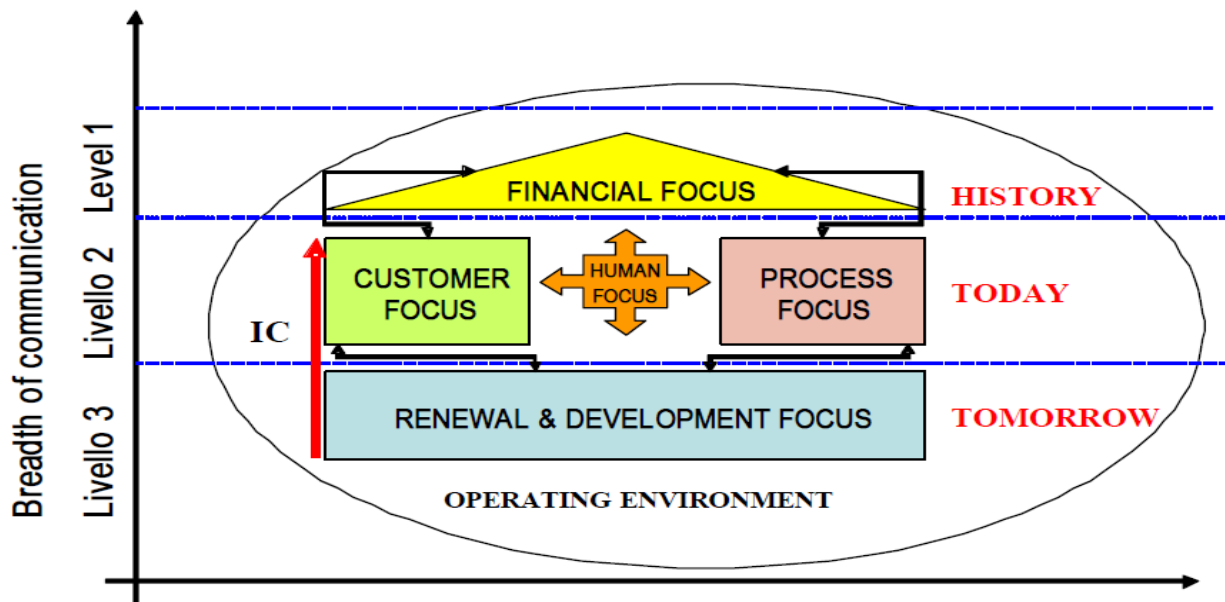 Breadth of communication
Level 1
Livello 2
Livello 3
FINANCIAL FOCUS
HISTORY
CUSTOMER
FOCUS
HUMAN
FOCUS
PROCESS
FOCUS
TODAY
IC
RENEWAL & DEVELOPMENT FOCUS
TOMORROW
OPERATING ENVIRONMENT